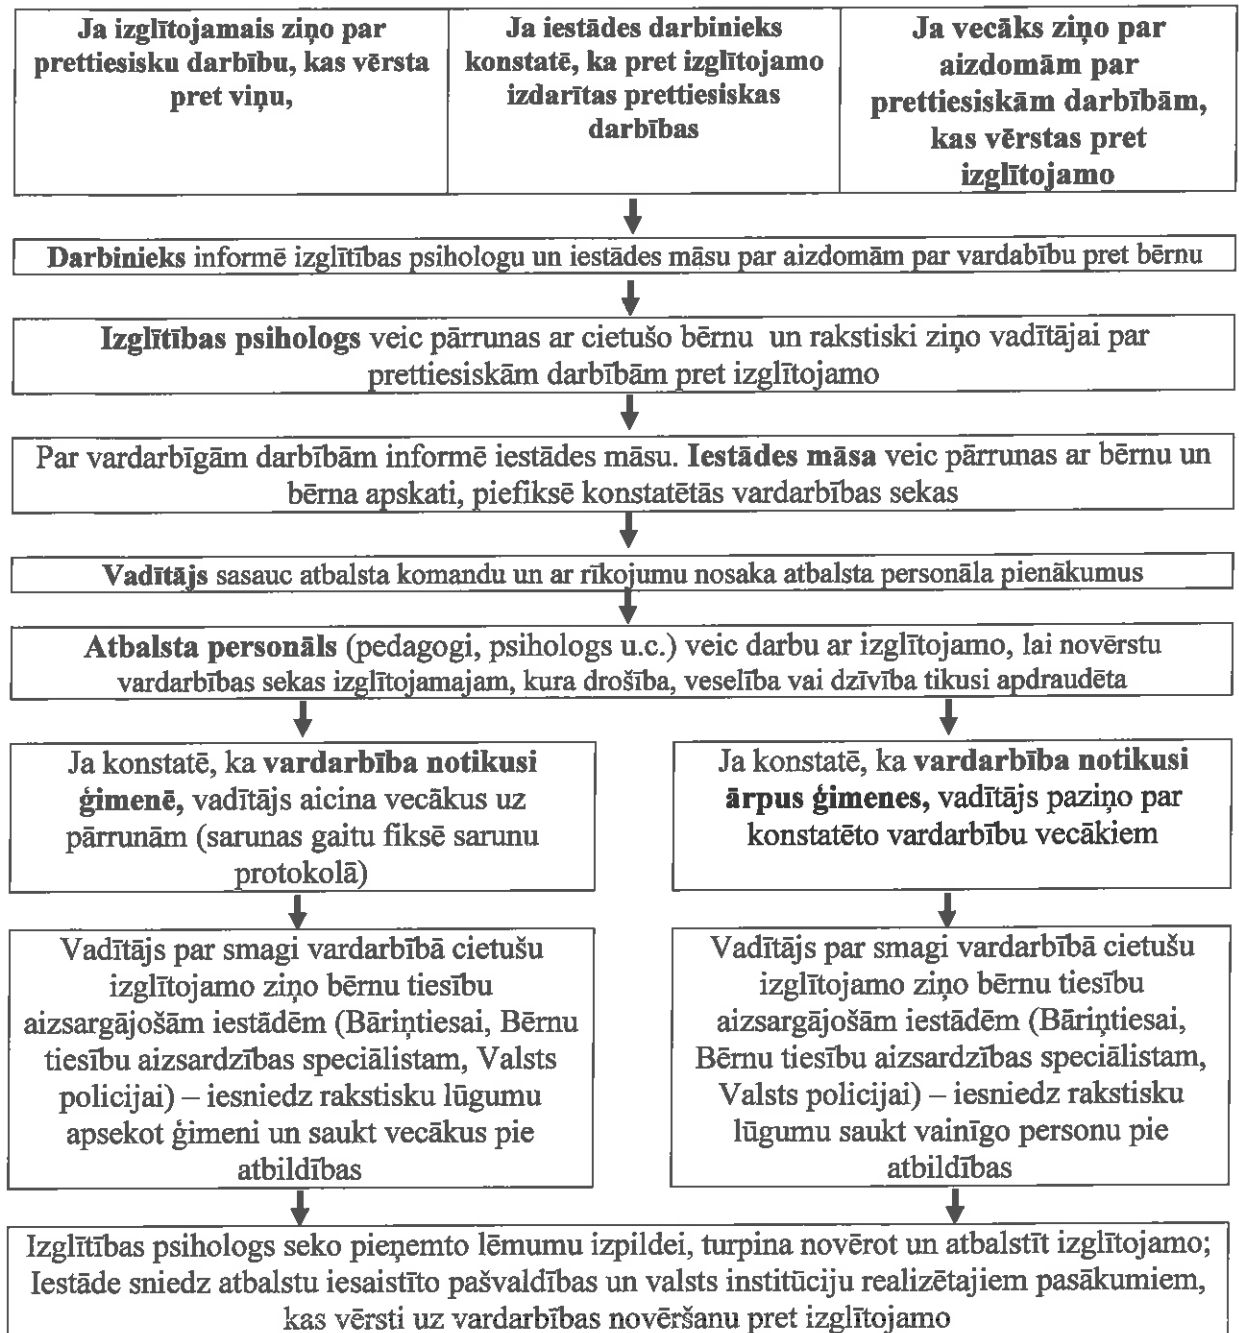 Ja izglītojamais ziņo par
prettiesisku darbību, kas vērsta
pret viņu,
Ja iestādes darbinieks
konstatē, ka pret izglītojamo
izdarītas prettiesiskas
darbības
Ja vecāks ziņo par
aizdomām par
prettiesiskām darbībām,
kas vērstas pret
izglītojamo
Darbinieks informē izglītības psihologu un iestādes māsu par aizdomām par vardabību pret bērnu
Izglītības psihologs veic pārrunas ar cietušo bērnu un rakstiski ziņo vadītājai par
prettiesiskām darbībām pret izglītojamo
Par vardarbīgām darbībām informē iestādes māsu. Iestādes māsa veic pārrunas ar bērnu un
bērna apskati, piefiksē konstatētās vardarbības sekas
Vadītājs sasauc atbalsta komandu un ar rīkojumu nosaka atbalsta personāla pienākumus
Atbalsta personāls (pedagogi, psihologs u.c.) veic darbu ar izglītojamo, lai novērstu
vardarbības sekas izglītojamajam, kura drošība, veselība vai dzīvība tikusi apdraudēta
Ja konstatē, ka vardarbība notikusi
ģimenē, vadītājs aicina vecākus uz
pārrunām (sarunas gaitu fiksē sarunu
protokolā)
Ja konstatē, ka vardarbība notikusi
ārpus ģimenes, vadītājs paziņo par
konstatēto vardarbību vecākiem
Vadītājs par smagi vardarbībā cietušu
izglītojamo ziņo bērnu tiesību
aizsargājošām iestādēm (Bāriņtiesai, Bērnu
tiesību aizsardzības speciālistam, Valsts
policijai) – iesniedz rakstisku lūgumu
apsekot ģimeni un saukt vecākus pie
atbildības
Vadītājs par smagi vardarbībā cietušu
izglītojamo ziņo bērnu tiesību
aizsargājošām iestādēm (Bāriņtiesai,
Bērnu tiesību aizsardzības speciālistam,
Valsts policijai) – iesniedz rakstisku
lūgumu saukt vainīgo personu pie
atbildības
Izglītības psihologs seko pieņemto lēmumu izpildei, turpina novērot un atbalstīt izglītojamo;
Iestāde sniedz atbalstu iesaistīto pašvaldības un valsts institūciju realizētajiem pasākumiem,
kas vērsti uz vardarbības novēršanu pret izglītojamo